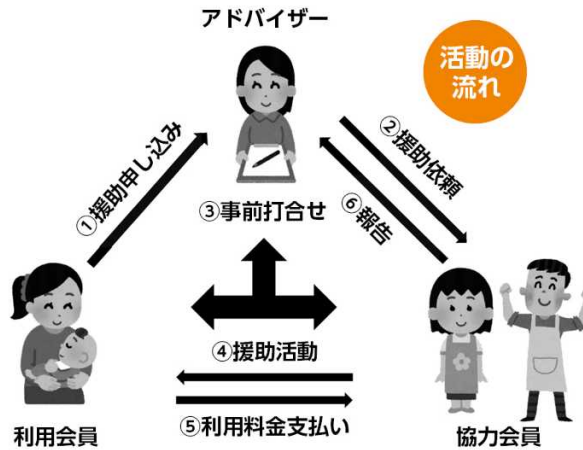 アドバイザー
活動の
流れ
①援助申し込み
②援助依頼
③事前打合せ
⑥報告
④援助活動
⑤利用料金支払い
利用会員
協力会員